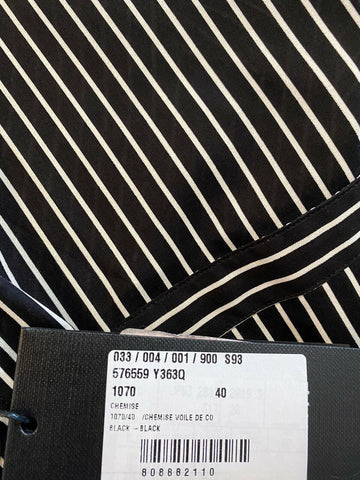 033 / 004 / 001 / 900 S93
576559 Y363Q
1070 40
CHEMISE
1070/40 /CHEMISE VOILE DE CO
BLACK -BLACK
808882110